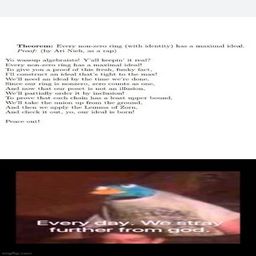 Theorem: Every non-zero ring (with identity) has a maximal ideal.
Proof: (by Ari Nieh, as a rap)
Yo wassup algebraists! Y'all keepin' it real?
Every non-zero ring has a maximal ideal!
To give you a proof of this fresh, funky fact,
I'll construct an ideal that's tight to the max!
We'll need an ideal by the time we're done,
Since our ring is nonzero, zero counts as one,
And now that our poset is not an illusion,
We'll partially order it by inclusion!
To prove that each chain has a least upper bound,
We'll take the union up from the ground,
And then we apply the Lemma of Zorn,
And check it out, yo, our ideal is born!
Peace out!
Every day. We stray
further from god.
imgflip.com